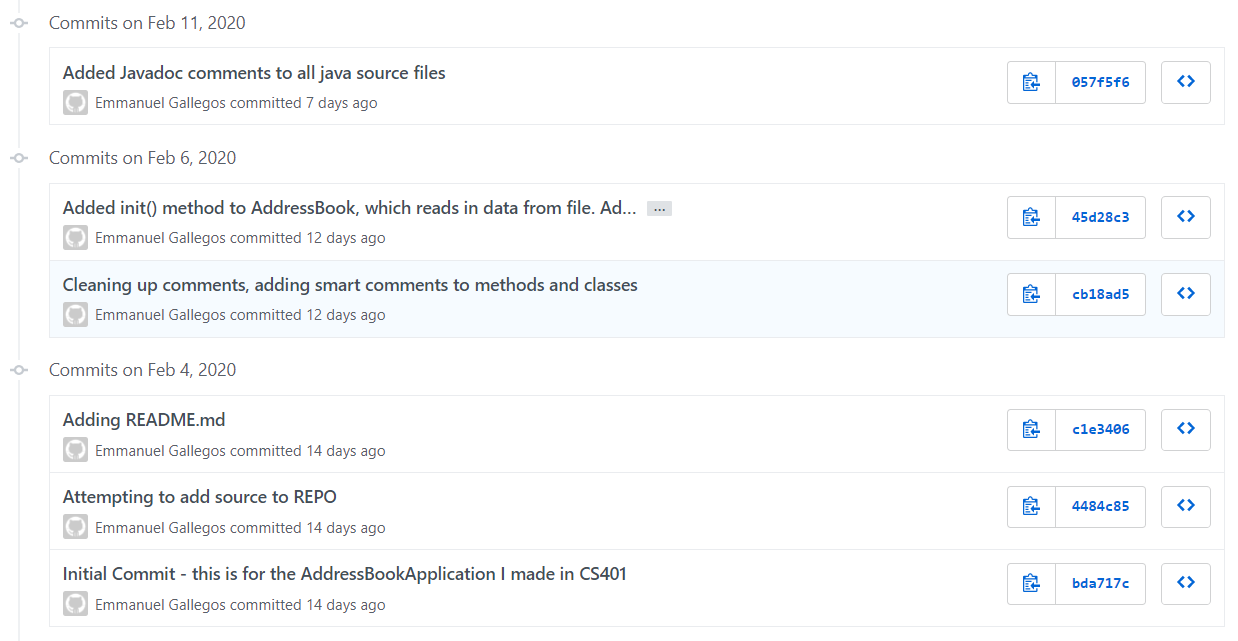 Commits on Feb 11, 2020
Added Javadoc comments to all java source files
057f5f6
Emmanuel Gallegos committed 7 days ago
Commits on Feb 6, 2020
Added init() method to AddressBook, which reads in data from file. Ad... ...
45d28c3
Emmanuel Gallegos committed 12 days ago
Cleaning up comments, adding smart comments to methods and classes
cb18ad5
Emmanuel Gallegos committed 12 days ago
Commits on Feb 4, 2020
Adding README.md
c1e3406
Emmanuel Gallegos committed 14 days ago
Attempting to add source to REPO
4484c85
Emmanuel Gallegos committed 14 days ago
Initial Commit - this is for the AddressBookApplication I made in CS401
bda717c
Emmanuel Gallegos committed 14 days ago